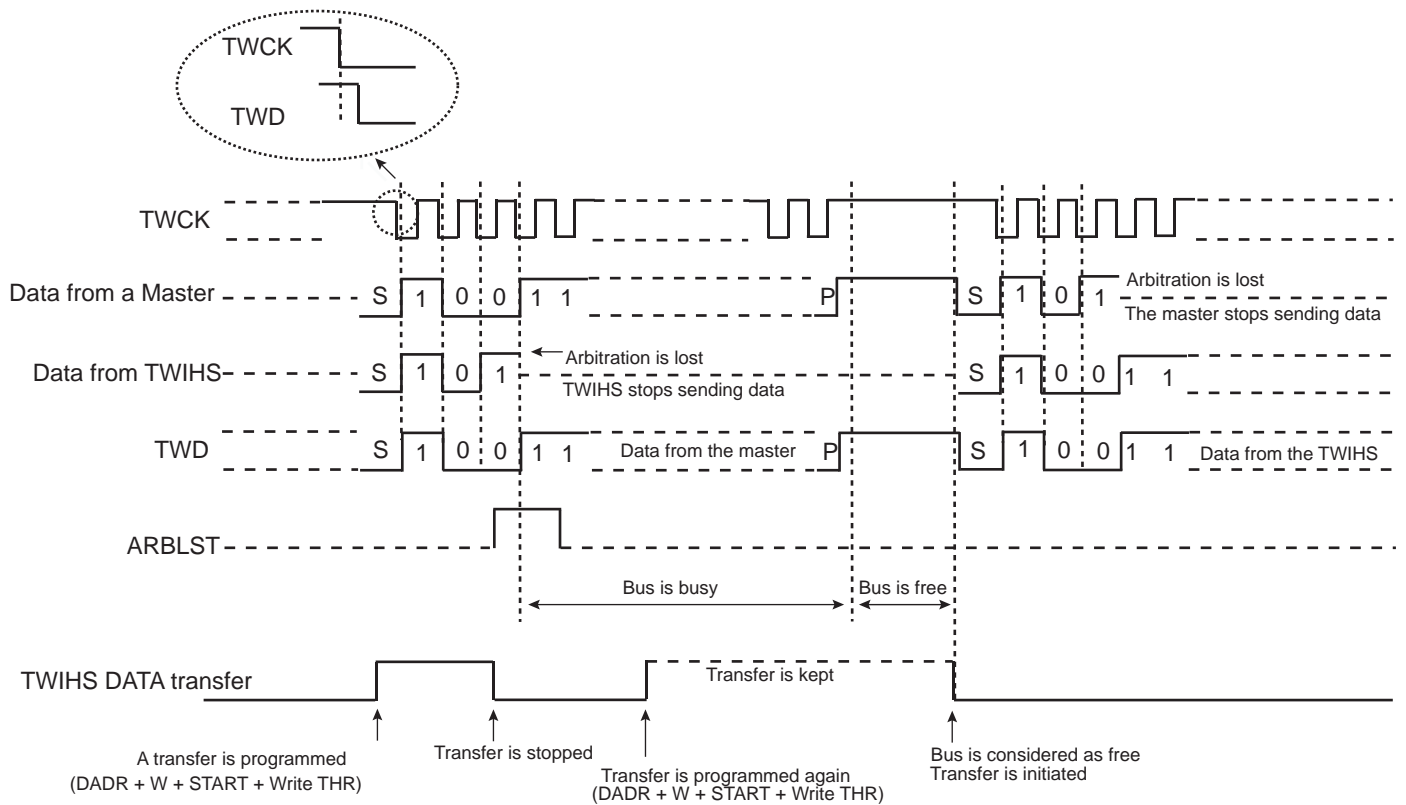 TWCK
TWD
TWCK
Data from a Master
S 1 0 0 1 1
P
S 1 0 1
Arbitration is lost
The master stops sending data
Data from TWIHS
S 1 0 1
Arbitration is lost
TWIHS stops sending data
S 1 0 0 1 1
TWD
S 1 0 0 1 1
Data from the master
P
S 1 0 0 1 1
Data from the TWIHS
ARBLST
Bus is busy
Bus is free
TWIHS DATA transfer
Transfer is kept
A transfer is programmed
(DADR + W + START + Write THR)
Transfer is stopped
Transfer is programmed again
(DADR + W + START + Write THR)
Bus is considered as free
Transfer is initiated